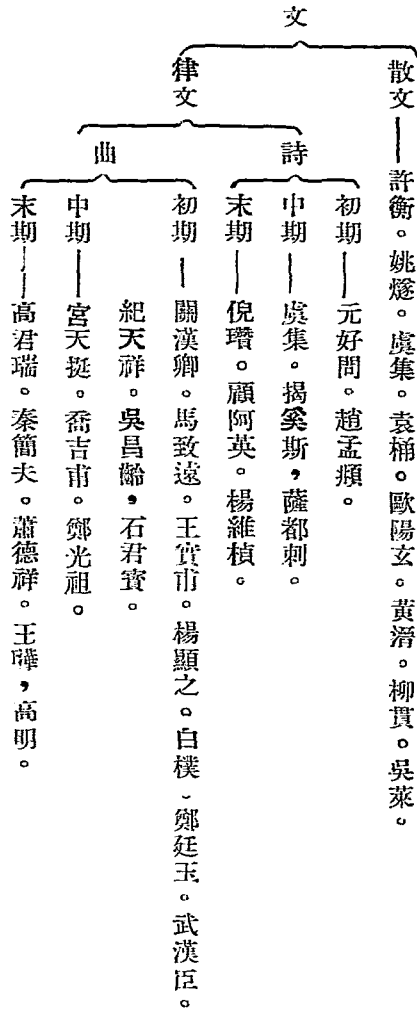 文
散文——許衡。姚燧。虞集。袁桷。歐陽玄。黃溍。柳貫。吳萊。
律文
詩
初期——元好問。趙孟頫。
中期——虞集。揭奚斯，薩都剌。
末期——倪瓚。顧阿英。楊維楨。
曲
初期——關漢卿。馬致遠。王實甫。楊顯之。白樸、鄭廷玉。武漢臣。
紀天祥。吳昌齡，石君寶。
中期——宮天挺。喬吉甫。鄭光祖。
末期——高君瑞。秦簡夫。蕭德祥。王曄，高明。